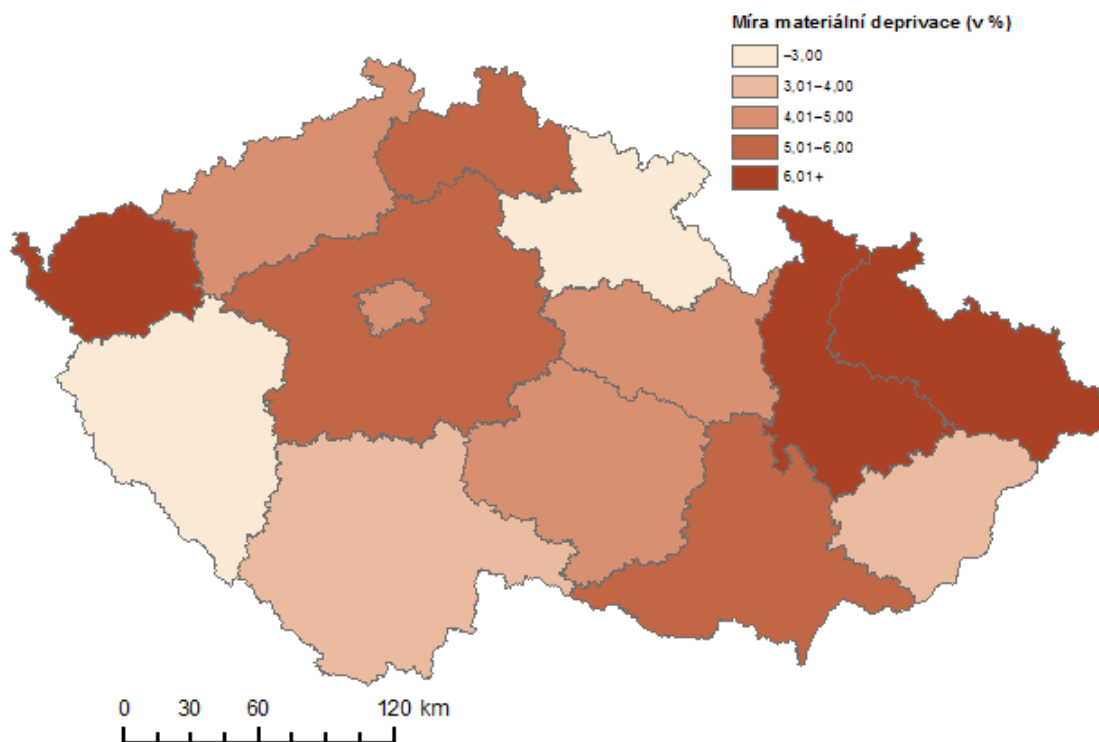 Míra materiální deprivace (v %)
–3,00
3,01–4,00
4,01–5,00
5,01–6,00
6,01+
0 30 60 120 km